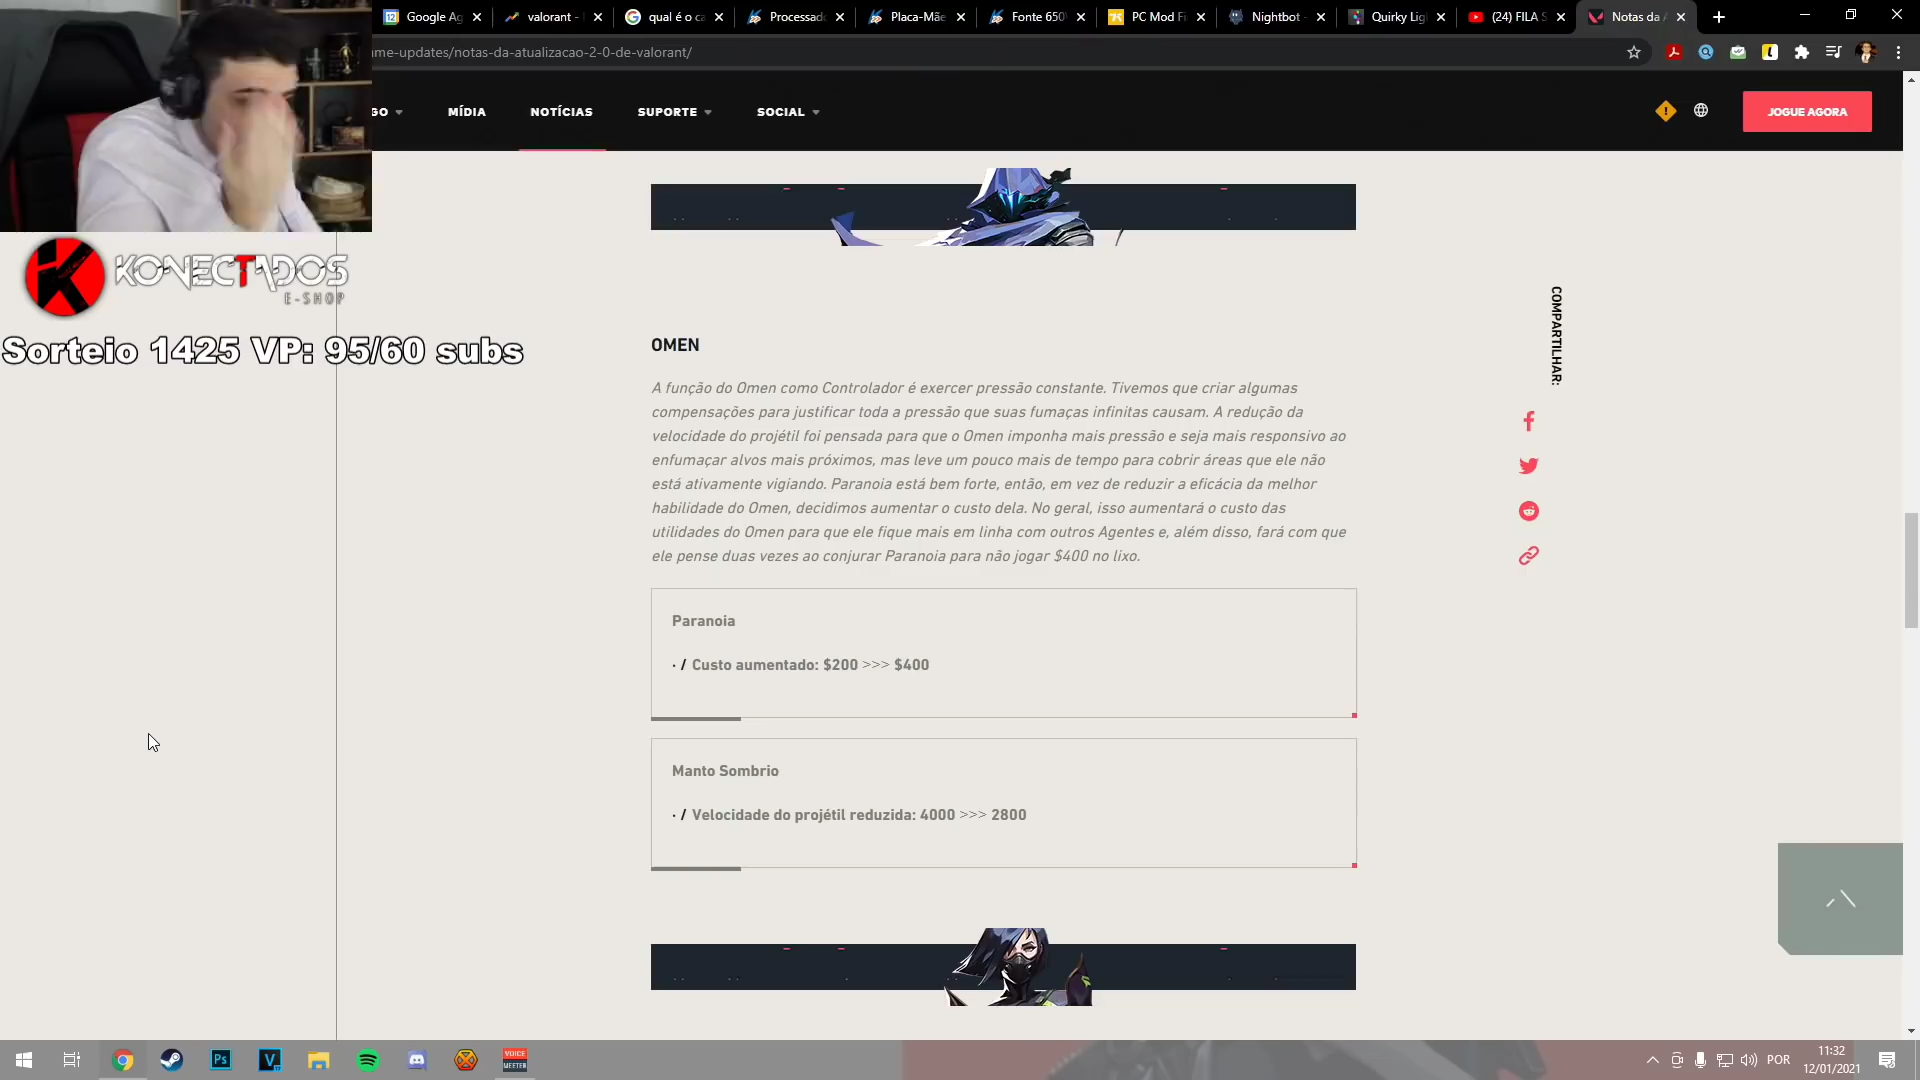 Google Ag
valorant -
qual é o ca
Processad
Placa-Mãe
Fonte 650
PC Mod Fi
Nightbot -
Quirky Lig
(24) FILA S
Notas da A
me-updates/notas-da-atualizacao-2-0-de-valorant/
GO
MÍDIA
NOTÍCIAS
SUPORTE
SOCIAL
JOGUE AGORA
KONECTADOS
E-SHOP
Sorteio 1425 VP: 95/60 subs
COMPARTILHAR:
OMEN
A função do Omen como Controlador é exercer pressão constante. Tivemos que criar algumas
compensações para justificar toda a pressão que suas fumaças infinitas causam. A redução da
velocidade do projétil foi pensada para que o Omen imponha mais pressão e seja mais responsivo ao
enfumaçar alvos mais próximos, mas leve um pouco mais de tempo para cobrir áreas que ele não
está ativamente vigiando. Paranoia está bem forte, então, em vez de reduzir a eficácia da melhor
habilidade do Omen, decidimos aumentar o custo dela. No geral, isso aumentará o custo das
utilidades do Omen para que ele fique mais em linha com outros Agentes e, além disso, fará com que
ele pense duas vezes ao conjurar Paranoia para não jogar $400 no lixo.
Paranoia
· / Custo aumentado: $200 >>> $400
Manto Sombrio
· / Velocidade do projétil reduzida: 4000 >>> 2800
Ps
V
VOICE
MEETER
POR
11:32
12/01/2021